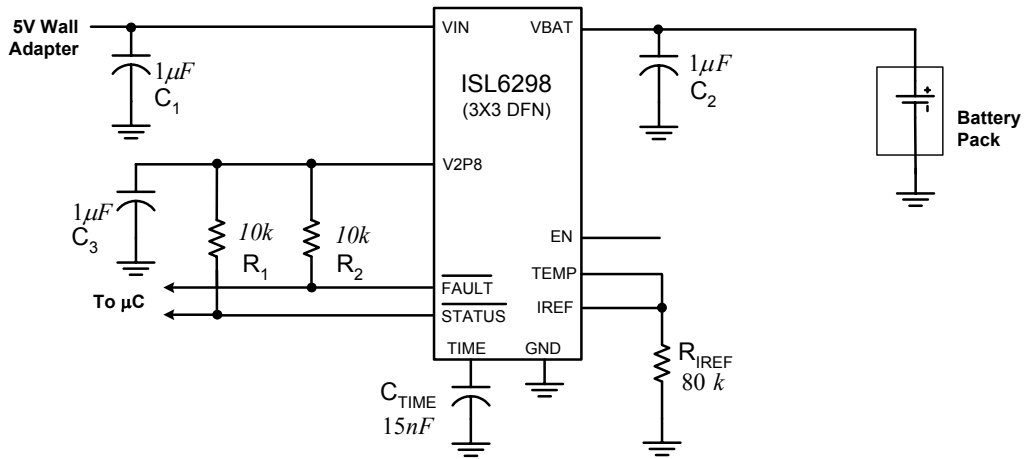 5V Wall
Adapter
1μF
C1
VIN
VBAT
ISL6298
(3X3 DFN)
1μF
C2
Battery
Pack
V2P8
1μF
C3
10k
R1
10k
R2
EN
TEMP
IREF
FAULT
STATUS
To μC
TIME
GND
CTIME
15nF
RIREF
80 k